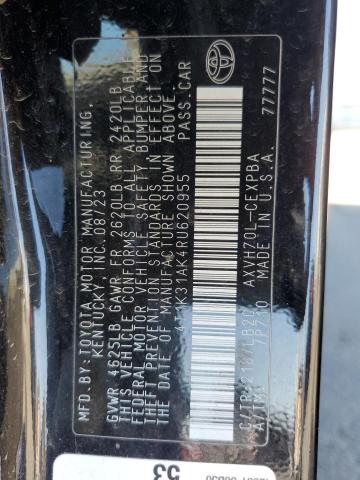 MFD.BY:TOYOTA MOTOR MANUFACTURING,
KENTUCKY, INC. 08/23
GVWR 4625LB GAWR FR 2620LB RR 2420LB
THIS VEHICLE CONFORMS TO ALL APPLICABLE
FEDERAL MOTOR VEHICLE SAFETY, BUMPER AND
THEFT PREVENTION STANDARDS IN EFFECT ON
THE DATE OF MANUFACTURE SHOWN ABOVE.
4T1K31AK4RU620955 PASS.CAR
AXVH70L-CEXGBA
MADE IN U.S.A.
77777
TOYOTA
53